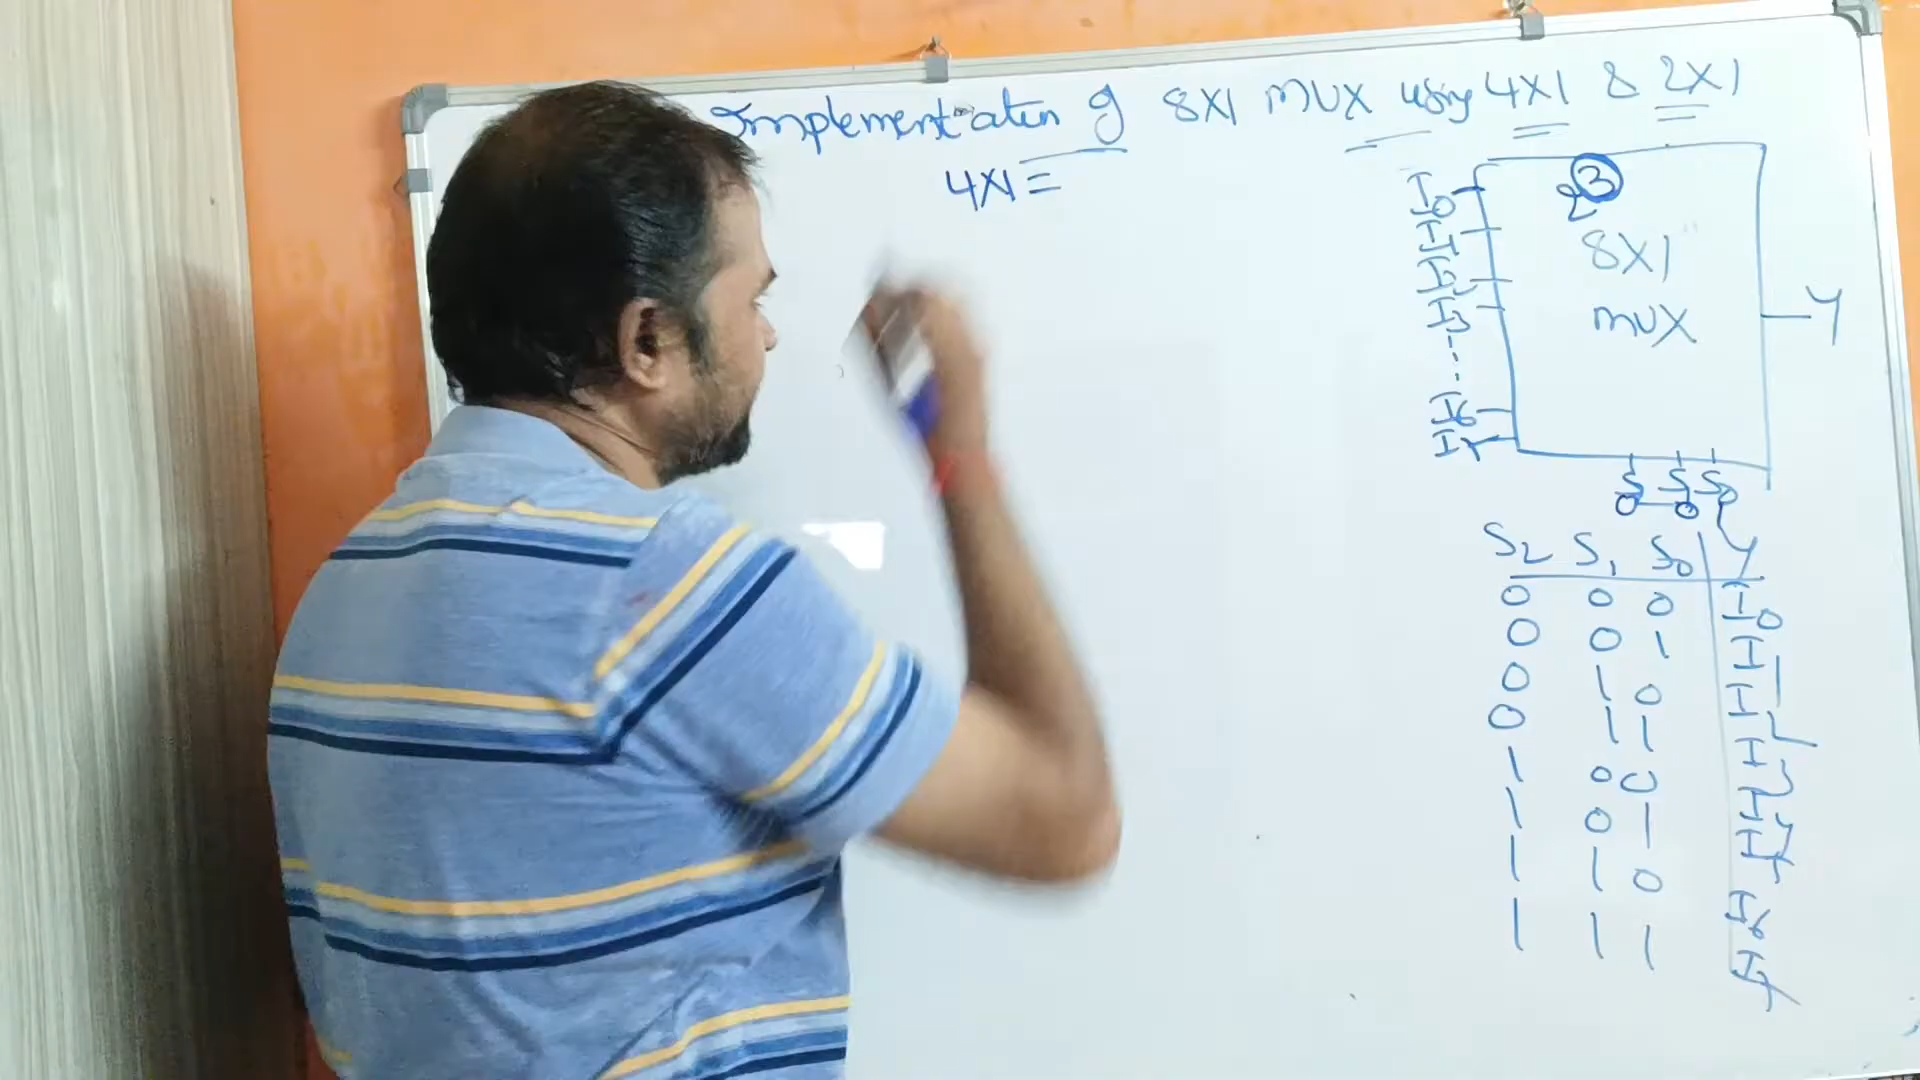 Implementation of 8X1 MUX using 4X1 & 2X1
4X1 =
2 3
8X1
MUX
I0
I1
I2
I3
I6
I7
Y
S S S0
S2 S1 S0 Y
0 0 0 I0
0 0 1 I1
0 1 0 I2
0 1 1 I3
1 0 0 I4
1 0 1 I5
1 1 0 I6
1 1 1 I7